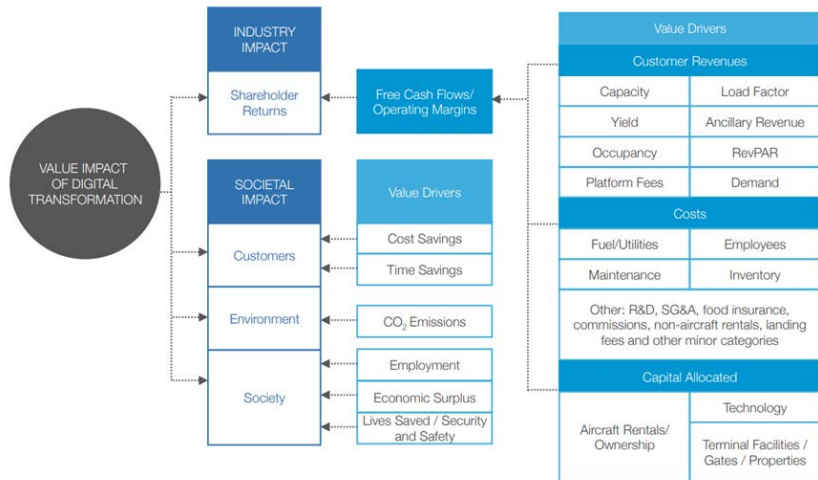 VALUE IMPACT
OF DIGITAL
TRANSFORMATION
INDUSTRY
IMPACT
Shareholder
Returns
Free Cash Flows/
Operating Margins
SOCIETAL
IMPACT
Value Drivers
Customers
Cost Savings
Time Savings
Environment
CO₂ Emissions
Society
Employment
Economic Surplus
Lives Saved / Security
and Safety
Value Drivers
Customer Revenues
Capacity
Load Factor
Yield
Ancillary Revenue
Occupancy
RevPAR
Platform Fees
Demand
Costs
Fuel/Utilities
Employees
Maintenance
Inventory
Other: R&D, SG&A, food insurance,
commissions, non-aircraft rentals, landing
fees and other minor categories
Capital Allocated
Aircraft Rentals/
Ownership
Technology
Terminal Facilities /
Gates / Properties